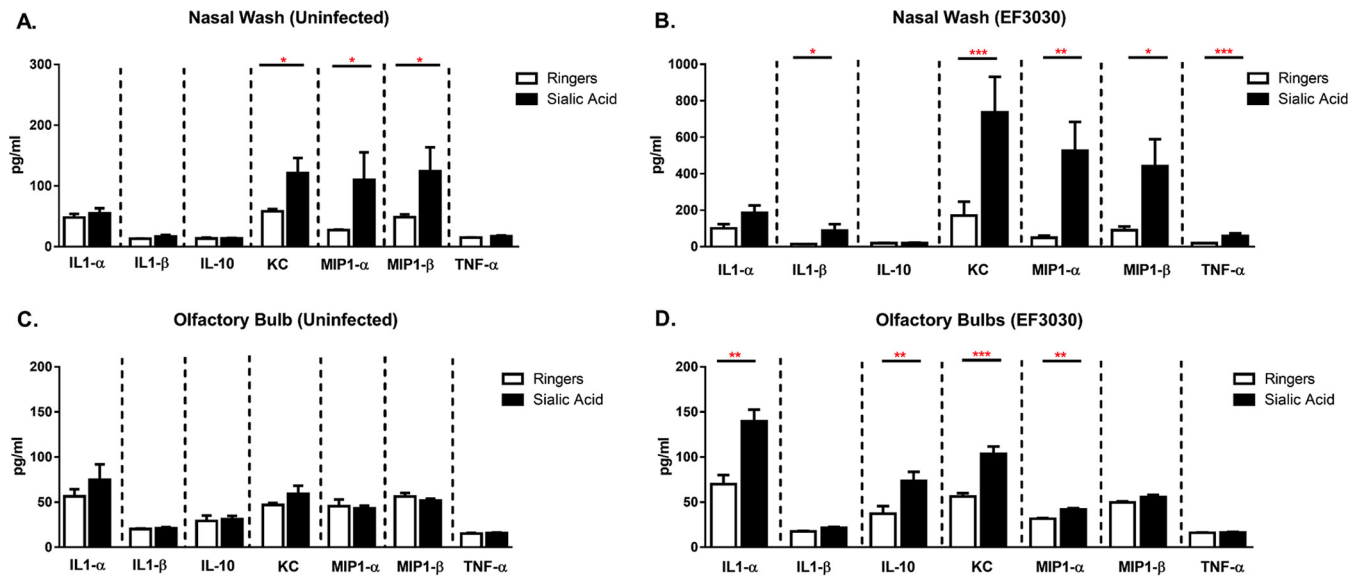 A.
Nasal Wash (Uninfected)
300
200
100
0
pg/ml
* * *
Ringers
Sialic Acid
IL1-α IL1-β IL-10 KC MIP1-α MIP1-β TNF-α
B.
Nasal Wash (EF3030)
1000
800
600
400
200
0
pg/ml
* *** ** * ***
Ringers
Sialic Acid
IL1-α IL1-β IL-10 KC MIP1-α MIP1-β TNF-α
C.
Olfactory Bulb (Uninfected)
200
150
100
50
0
pg/ml
Ringers
Sialic Acid
IL1-α IL1-β IL-10 KC MIP1-α MIP1-β TNF-α
D.
Olfactory Bulbs (EF3030)
200
150
100
50
0
pg/ml
** ** *** **
Ringers
Sialic Acid
IL1-α IL1-β IL-10 KC MIP1-α MIP1-β TNF-α